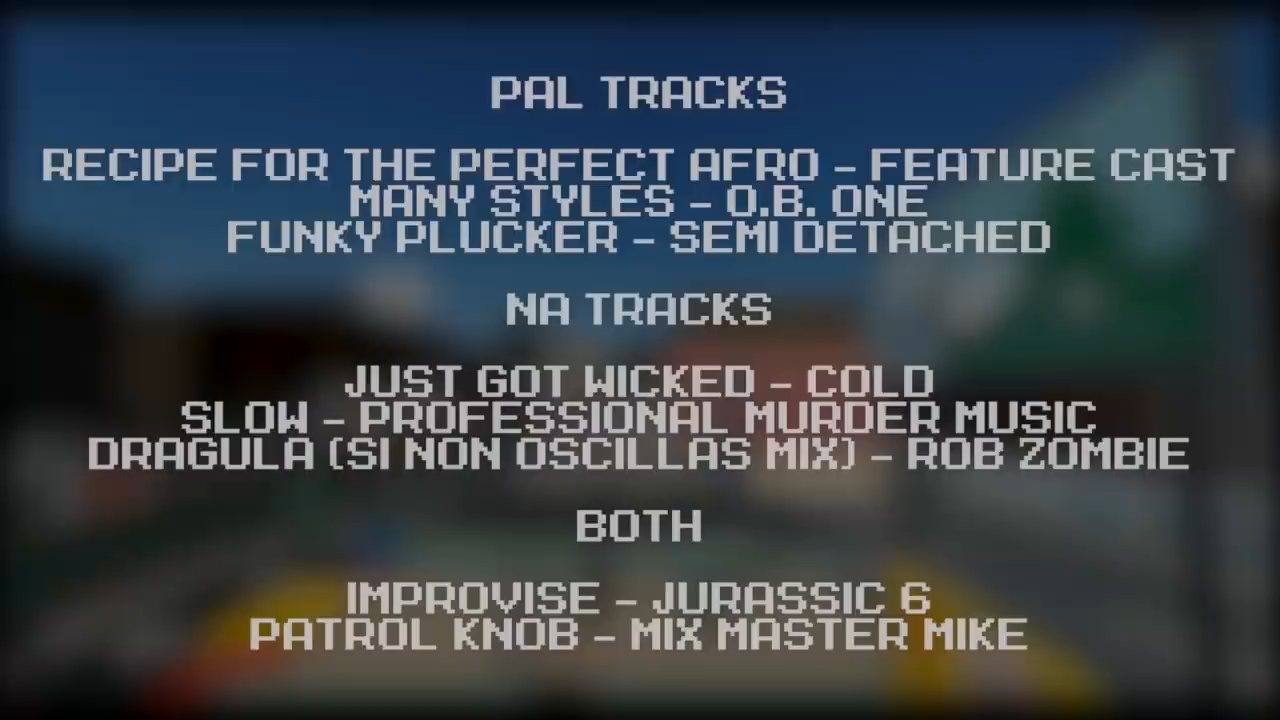 PAL TRACKS
RECIPE FOR THE PERFECT AFRO - FEATURE CAST
MANY STYLES - O.B. ONE
FUNKY PLUCKER - SEMI DETACHED
NA TRACKS
JUST GOT WICKED - COLD
SLOW - PROFESSIONAL MURDER MUSIC
DRAGULA (SI NON OSCILLAS MIX) - ROB ZOMBIE
BOTH
IMPROVISE - JURASSIC 6
PATROL KNOB - MIX MASTER MIKE